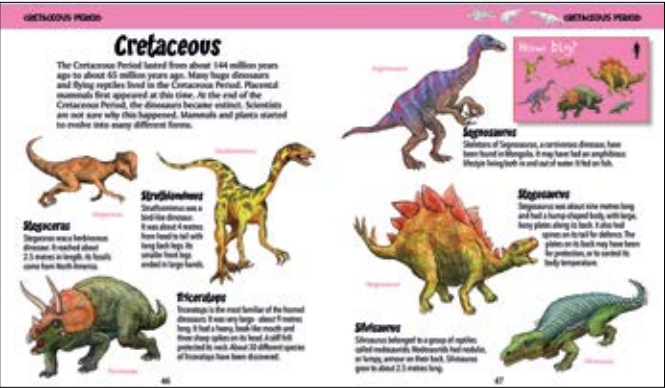 CRETACEOUS PERIOD
CRETACEOUS PERIOD
Cretaceous
The Cretaceous Period lasted from about 144 million years
ago to about 65 million years ago. Many huge dinosaurs
and flying reptiles lived in the Cretaceous Period. Placental
mammals first appeared at this time. At the end of the
Cretaceous Period, the dinosaurs became extinct. Scientists
are not sure why this happened. Mammals and plants started
to evolve into many different forms.
Struthiomimus
Stegoceras
Struthiomimus
Struthiomimus was a
bird-like dinosaur.
It was about 4 metres
from head to tail with
long back legs. Its
smaller front legs
ended in large hands.
Stegoceras
Stegoceras was a herbivorous
dinosaur. It reached about
2.5 metres in length. Its fossils
come from North America.
Triceratops
Triceratops is the most familiar of the horned
dinosaurs. It was very large - about 9 metres
long. It had a heavy, beak-like mouth and
three sharp spikes on its head. A stiff frill
protected its neck. About 10 different species
of Triceratops have been discovered.
Triceratops
46
Segnosaurus
How big?
Segnosaurus
Skeletons of Segnosaurus, a carnivorous dinosaur, have
been found in Mongolia. It may have had an amphibious
lifestyle living both in and out of water. It fed on fish.
Stegosaurus
Stegosaurus was about nine metres long
and had a hump-shaped body, with large,
bony plates along its back. It also had
spines on its tail for defence. The
plates on its back may have been
for protection, or to control its
body temperature.
Stegosaurus
Silvisaurus
Silvisaurus belonged to a group of reptiles
called nodosaurids. Nodosaurids had nodular,
or lumpy, armour on their back. Silvisaurus
grew to about 2.5 metres long.
Silvisaurus
47